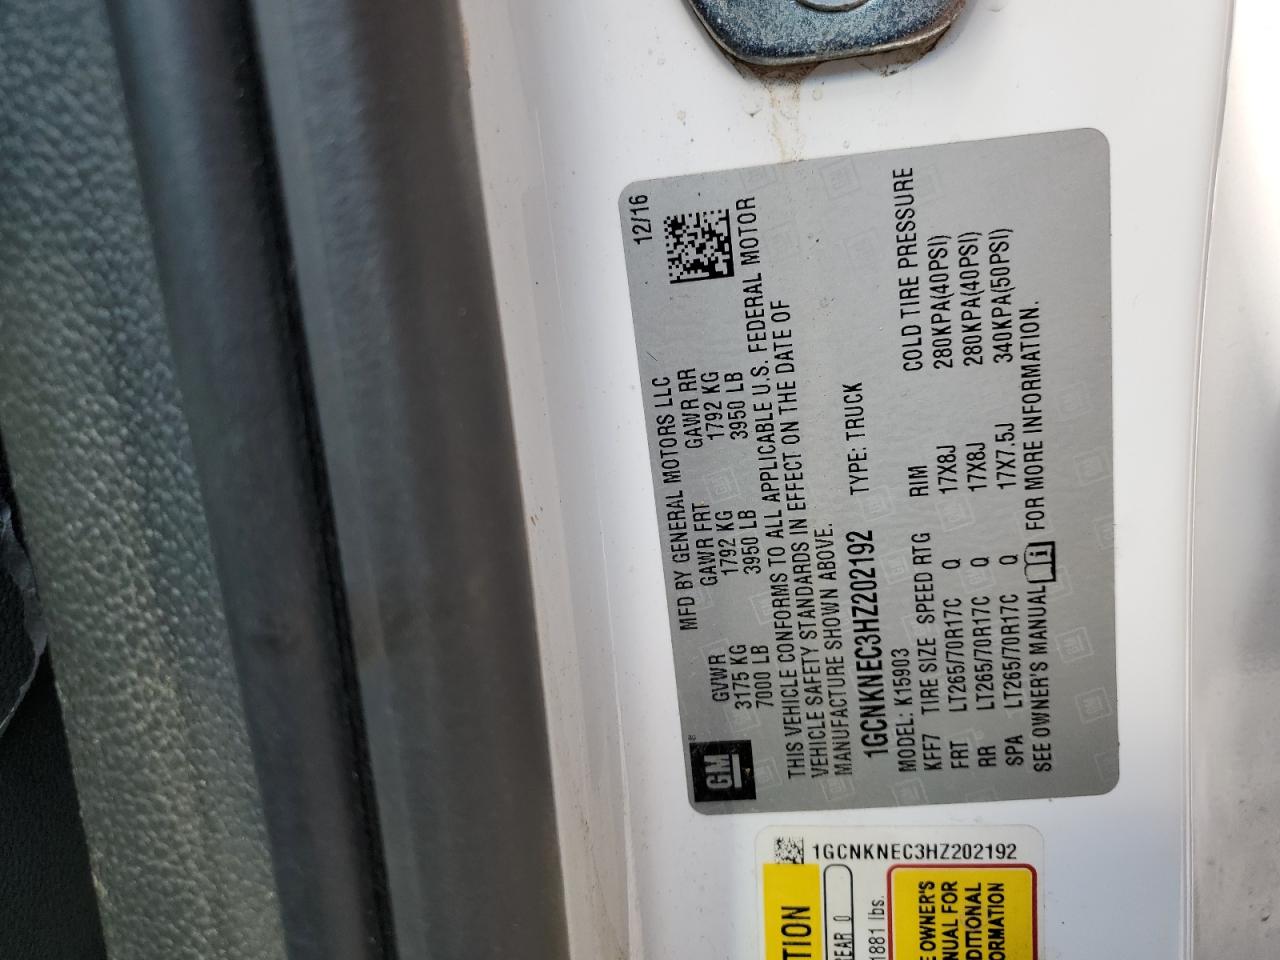 12/16
MFD BY GENERAL MOTORS LLC
GVWR GAWR FRT GAWR RR
3175 KG 1792 KG 1792 KG
7000 LB 3950 LB 3950 LB
THIS VEHICLE CONFORMS TO ALL APPLICABLE U.S. FEDERAL MOTOR
VEHICLE SAFETY STANDARDS IN EFFECT ON THE DATE OF
MANUFACTURE SHOWN ABOVE.
GM
1GCNKNEC3HZ202192 TYPE: TRUCK
MODEL: K15903
KFF7 TIRE SIZE SPEED RTG RIM COLD TIRE PRESSURE
FRT LT265/70R17C Q 17X8J 280KPA(40PSI)
RR LT265/70R17C Q 17X8J 280KPA(40PSI)
SPA LT265/70R17C Q 17X7.5J 340KPA(50PSI)
SEE OWNER'S MANUAL FOR MORE INFORMATION.
1GCNKNEC3HZ202192
TION
REAR 0
1881 lbs.
E OWNER'S
NUAL FOR
DITIONAL
ORMATION